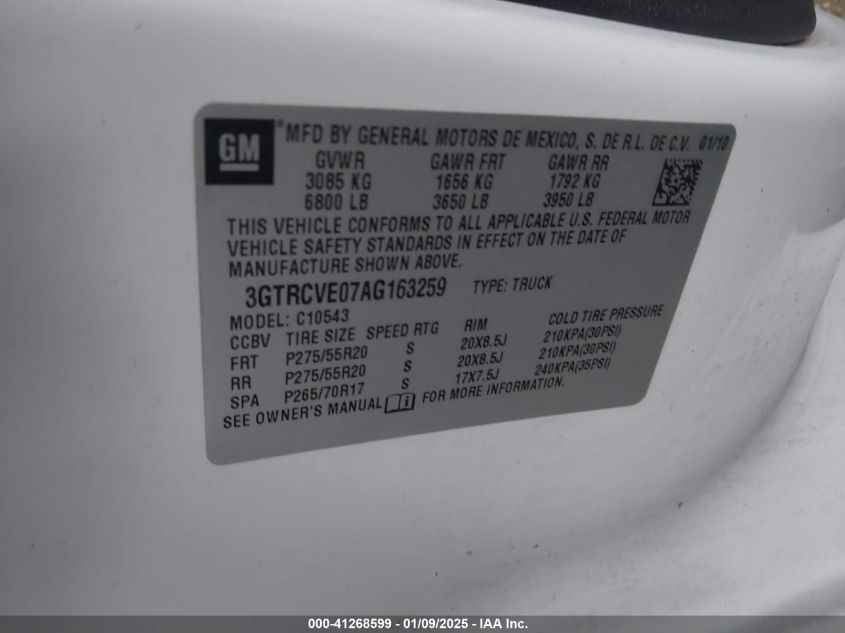 GM ® MFD BY GENERAL MOTORS DE MEXICO, S. DE R.L. DE C.V. 01/10
GVWR GAWR FRT GAWR RR
3085 KG 1656 KG 1792 KG
6800 LB 3650 LB 3950 LB
THIS VEHICLE CONFORMS TO ALL APPLICABLE U.S. FEDERAL MOTOR
VEHICLE SAFETY STANDARDS IN EFFECT ON THE DATE OF
MANUFACTURE SHOWN ABOVE.
3GTRCVE07AG163259 TYPE: TRUCK
MODEL: C10543
CCBV TIRE SIZE SPEED RTG RIM COLD TIRE PRESSURE
FRT P275/55R20 S 20X8.5J 210KPA(30PSI)
RR P275/55R20 S 20X8.5J 210KPA(30PSI)
SPA P265/70R17 S 17X7.5J 240KPA(35PSI)
SEE OWNER'S MANUAL FOR MORE INFORMATION.
000-41268599 - 01/09/2025 - IAA Inc.